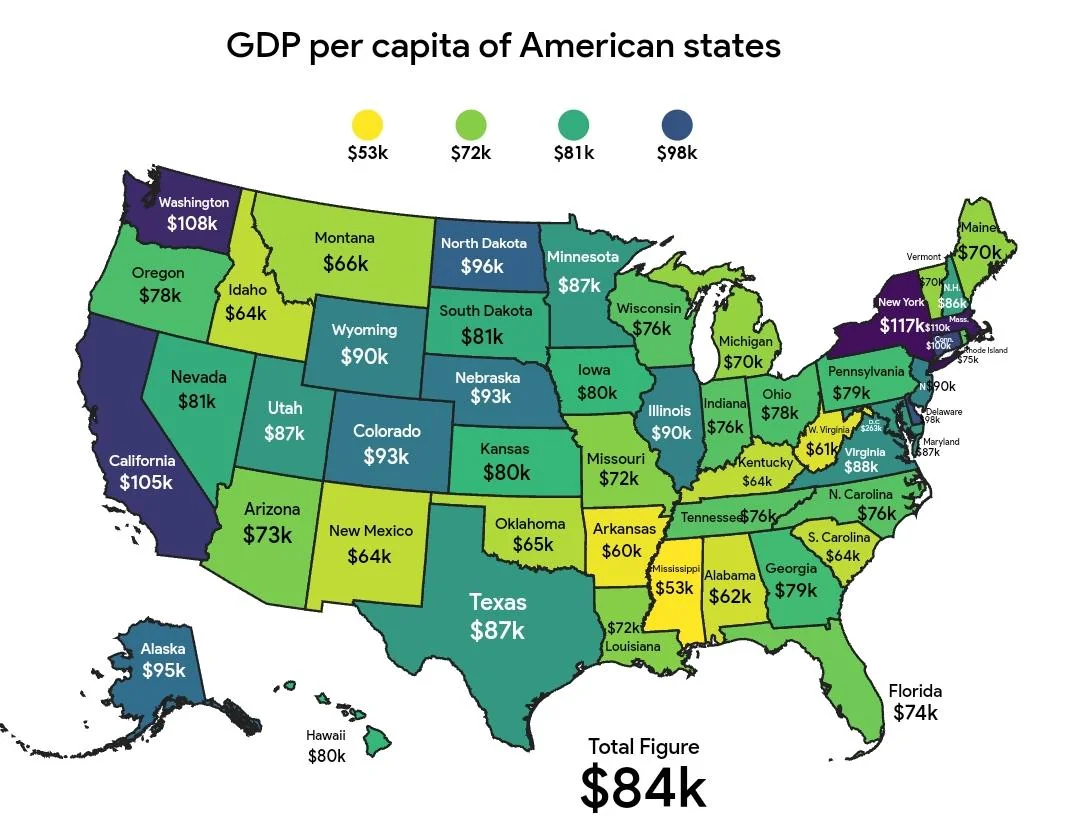 GDP per capita of American states
$53k
$72k
$81k
$98k
Washington
$108k
Oregon
$78k
Idaho
$64k
Montana
$66k
North Dakota
$96k
Minnesota
$87k
South Dakota
$81k
Wisconsin
$76k
Michigan
$70k
Wyoming
$90k
Nevada
$81k
Utah
$87k
Colorado
$93k
Nebraska
$93k
Iowa
$80k
Illinois
$90k
Indiana
$76k
Ohio
$78k
Pennsylvania
$79k
New York
$117k
Vermont
$70k
N.H.
$86k
Maine
$70k
Mass.
$110k
Conn.
$100k
Rhode Island
$75k
NJ
$90k
Delaware
98k
Maryland
$87k
D.C
$263k
W. Virginia
$61k
Virginia
$88k
California
$105k
Kansas
$80k
Missouri
$72k
Kentucky
$64k
Tennessee $76k
N. Carolina
$76k
S. Carolina
$64k
Arizona
$73k
New Mexico
$64k
Oklahoma
$65k
Arkansas
$60k
Mississippi
$53k
Alabama
$62k
Georgia
$79k
Texas
$87k
$72k
Louisiana
Florida
$74k
Alaska
$95k
Hawaii
$80k
Total Figure
$84k